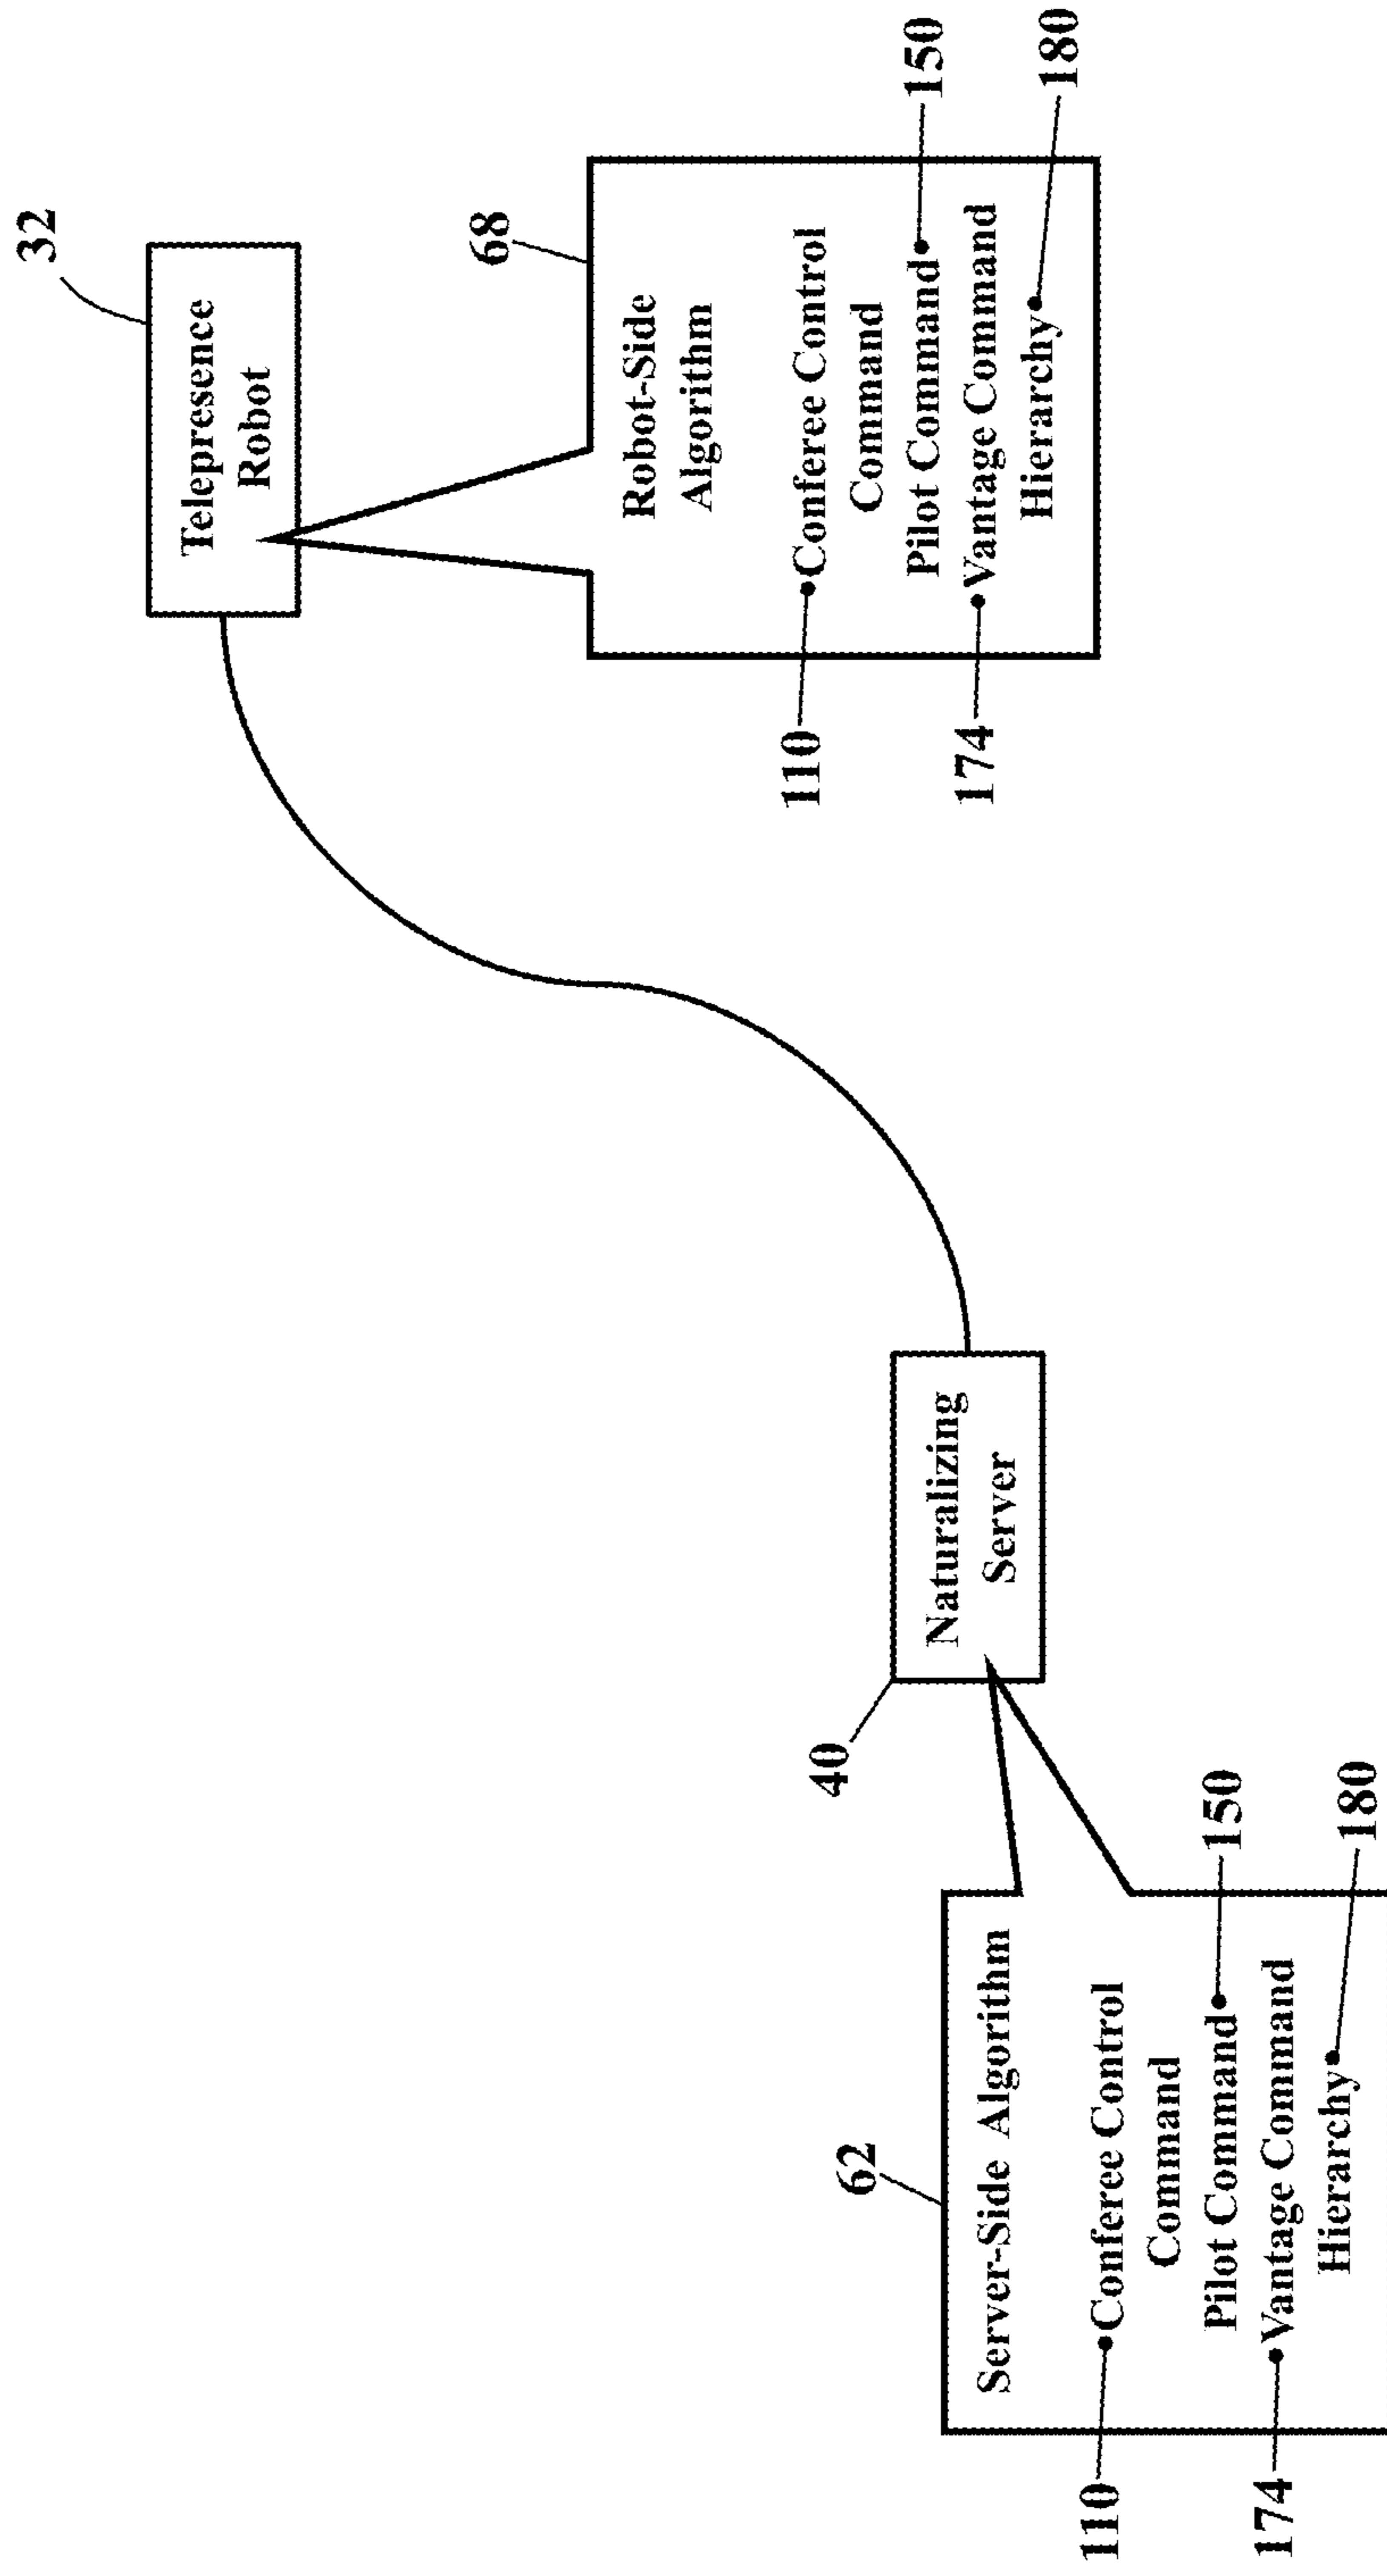 32
Telepresence
Robot
68
Robot-Side
Algorithm
110
Conferee Control
Command
Pilot Command
150
174
Vantage Command
Hierarchy
180
40
Naturalizing
Server
62
Server-Side Algorithm
110
Conferee Control
Command
Pilot Command
150
174
Vantage Command
Hierarchy
180